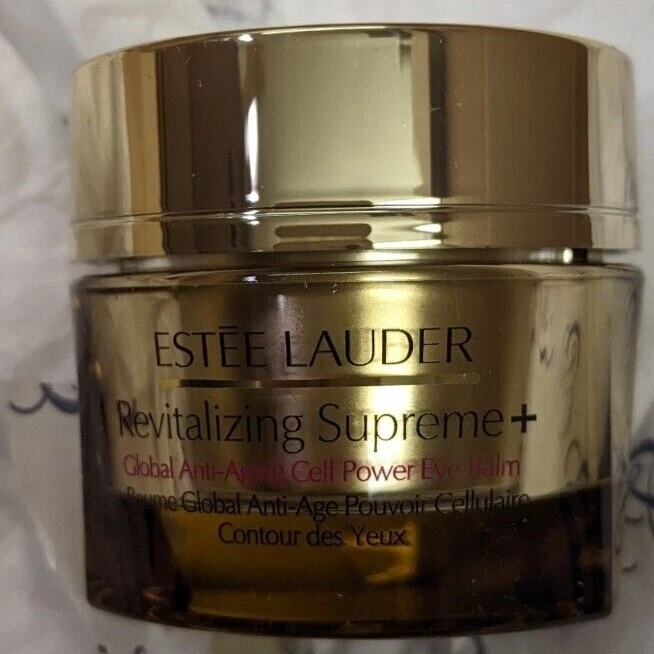 ESTĒE LAUDER
Revitalizing Supreme+
Global Anti-Aging Cell Power Eye Balm
Baume Global Anti-Age Pouvoir Cellulaire
Contour des Yeux